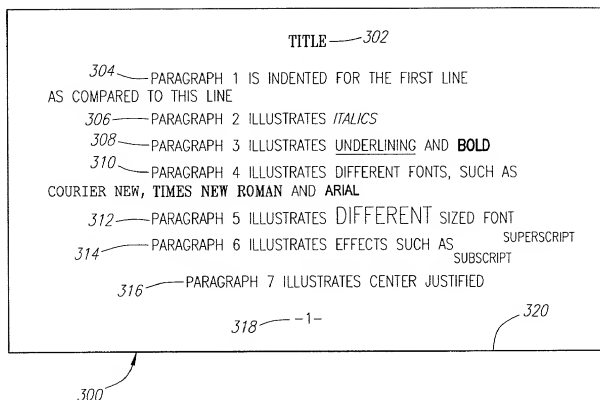 TITLE 302
304 PARAGRAPH 1 IS INDENTED FOR THE FIRST LINE
AS COMPARED TO THIS LINE
306 PARAGRAPH 2 ILLUSTRATES ITALICS
308 PARAGRAPH 3 ILLUSTRATES UNDERLINING AND BOLD
310 PARAGRAPH 4 ILLUSTRATES DIFFERENT FONTS, SUCH AS
COURIER NEW, TIMES NEW ROMAN AND ARIAL
312 PARAGRAPH 5 ILLUSTRATES DIFFERENT SIZED FONT
314 PARAGRAPH 6 ILLUSTRATES EFFECTS SUCH AS SUPERSCRIPT
SUBSCRIPT
316 PARAGRAPH 7 ILLUSTRATES CENTER JUSTIFIED
318 -1- 320
300